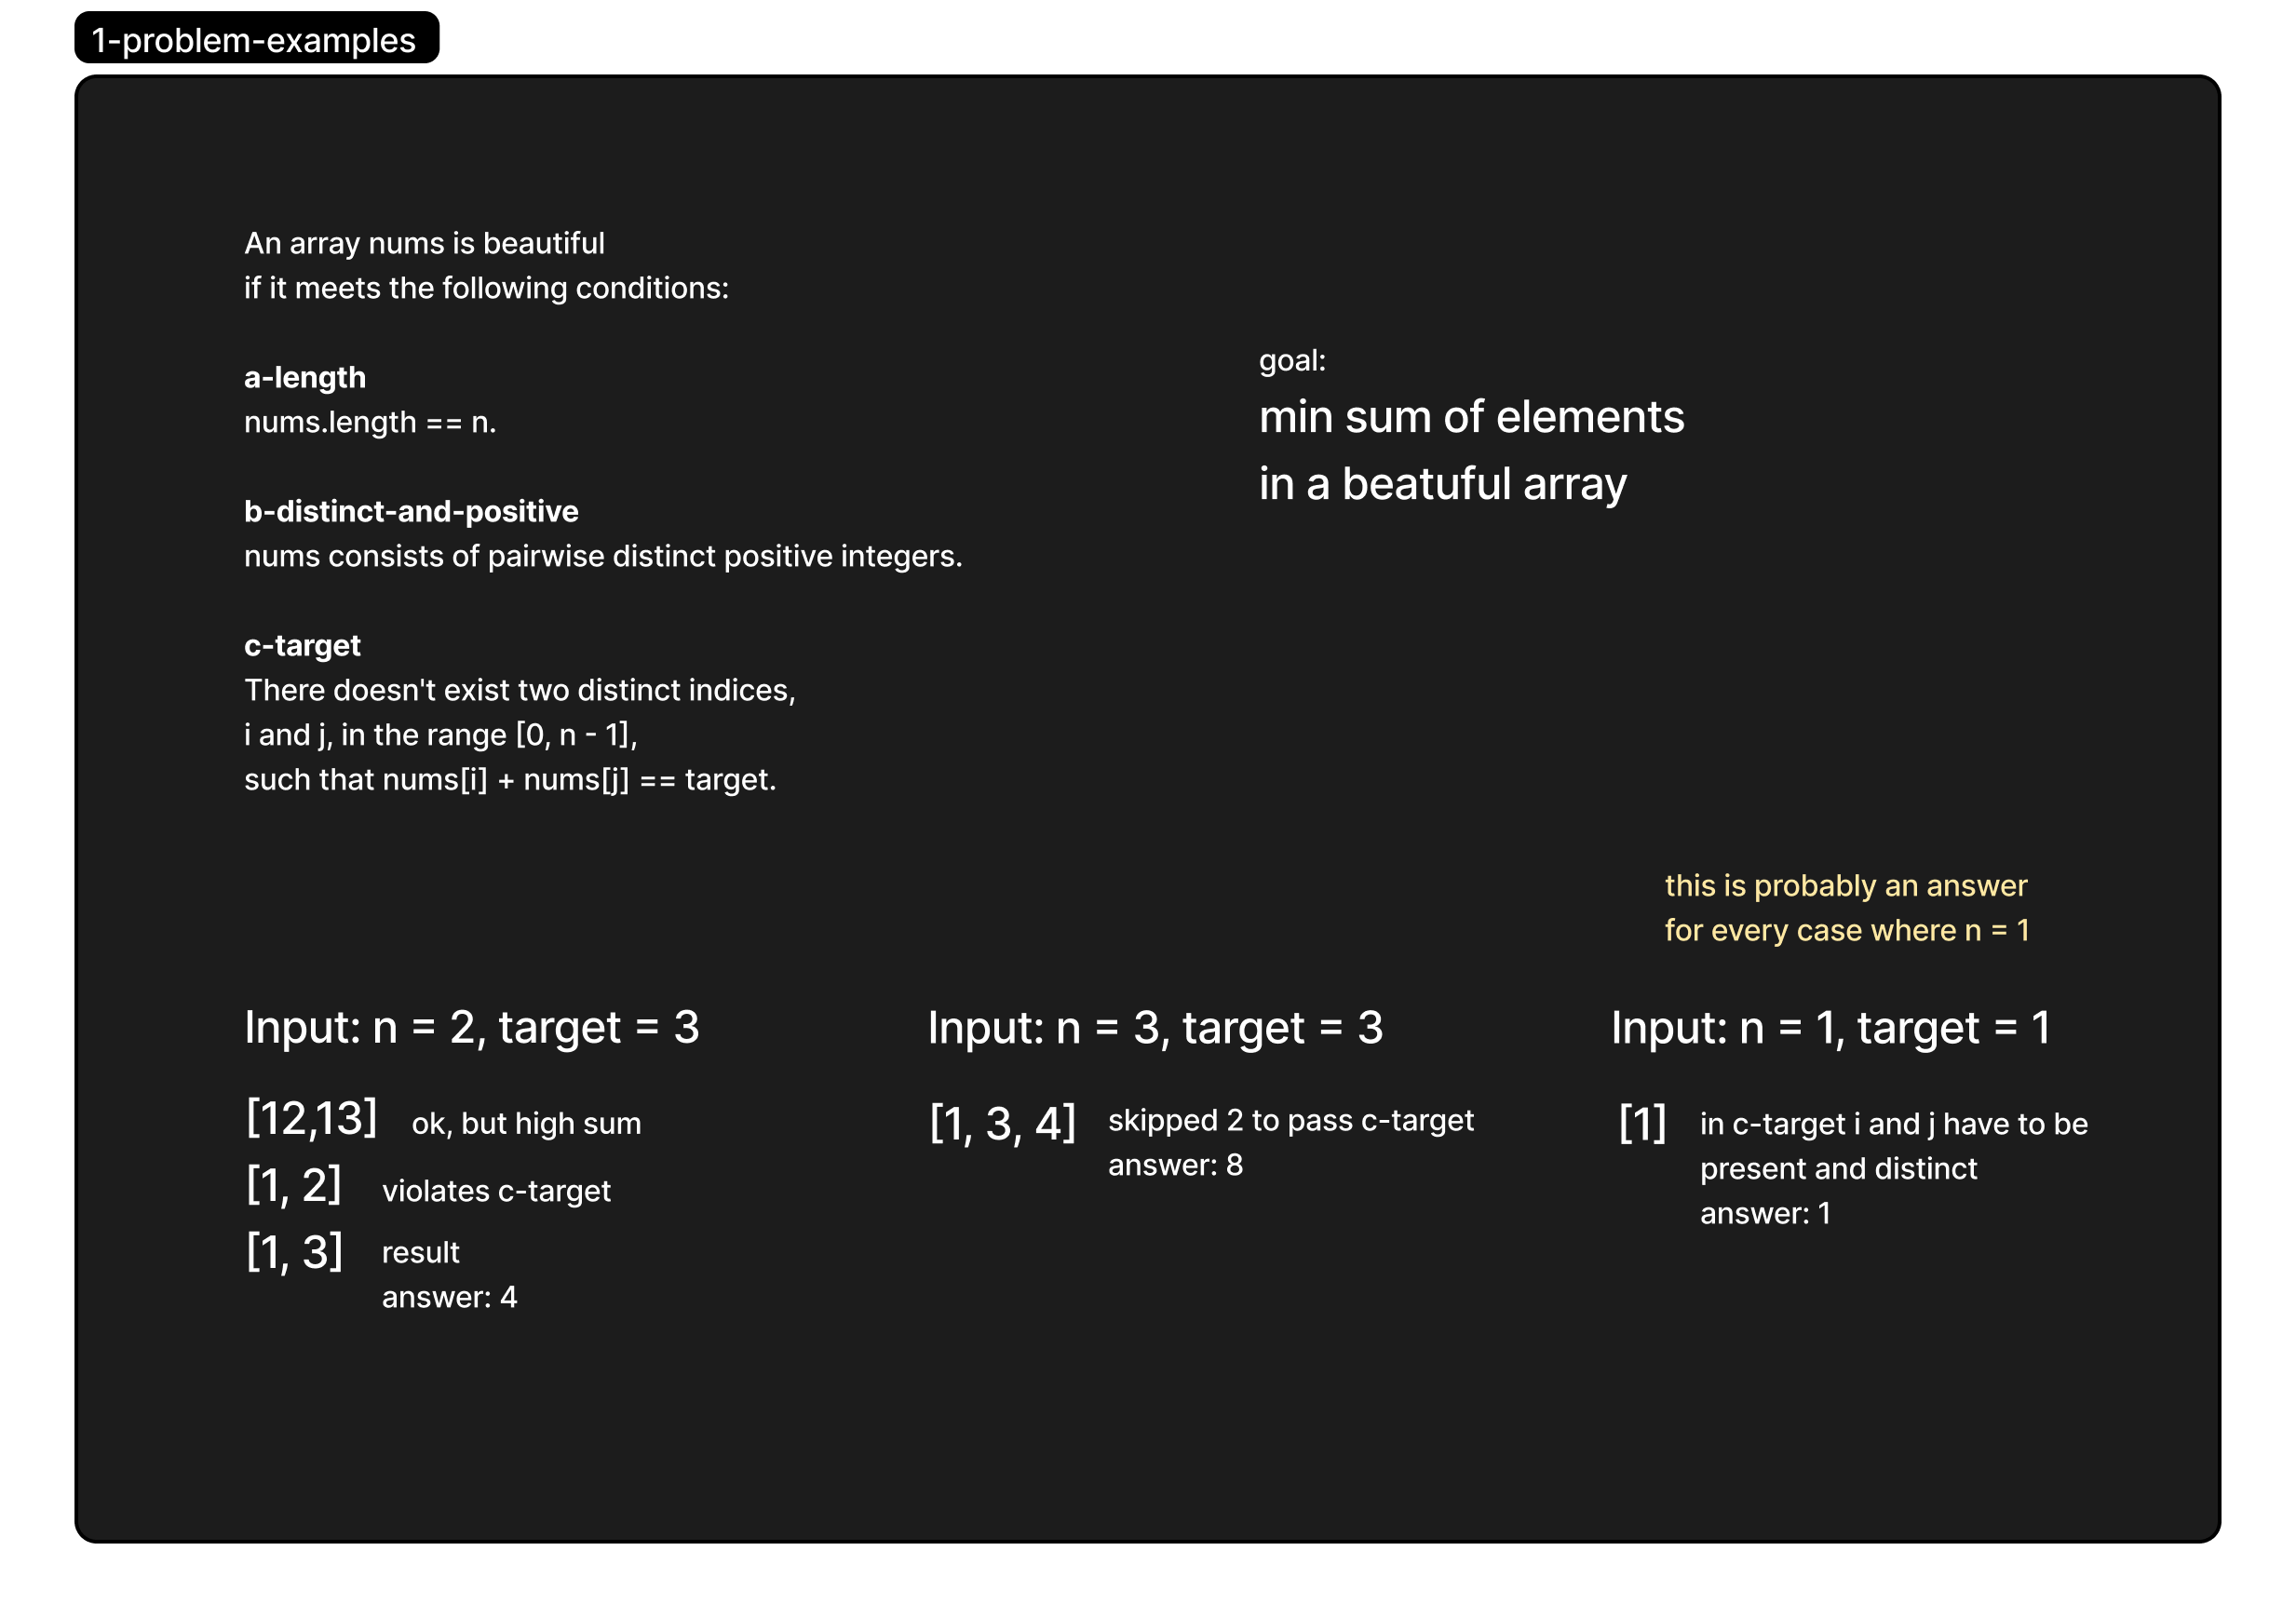 1-problem-examples
An array nums is beautiful
if it meets the following conditions:
a-length
nums.length == n.
b-distinct-and-positive
nums consists of pairwise distinct positive integers.
c-target
There doesn't exist two distinct indices,
i and j, in the range [0, n - 1],
such that nums[i] + nums[j] == target.
goal:
min sum of elements
in a beatuful array
Input: n = 2, target = 3
[12,13] ok, but high sum
[1, 2] violates c-target
[1, 3] result
answer: 4
Input: n = 3, target = 3
[1, 3, 4] skipped 2 to pass c-target
answer: 8
this is probably an answer
for every case where n = 1
Input: n = 1, target = 1
[1] in c-target i and j have to be
present and distinct
answer: 1